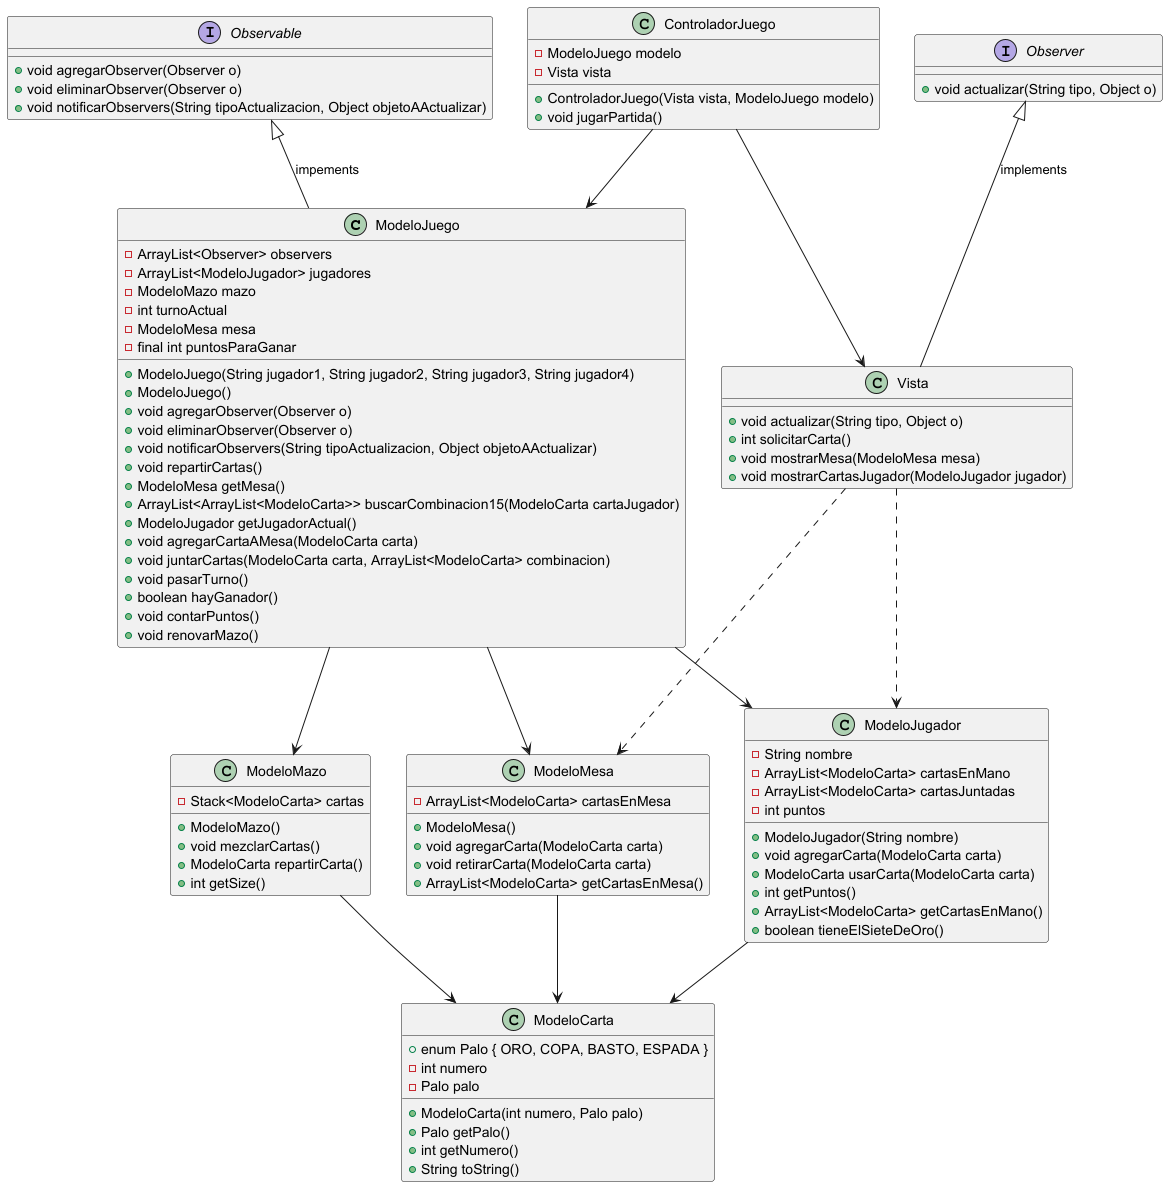 Observable
void agregarObserver(Observer o)
void eliminarObserver(Observer o)
void notificarObservers(String tipoActualizacion, Object objetoAActualizar)
ControladorJuego
ModeloJuego modelo
Vista vista
ControladorJuego(Vista vista, ModeloJuego modelo)
void jugarPartida()
Observer
void actualizar(String tipo, Object o)
impements
implements
ModeloJuego
ArrayList<Observer> observers
ArrayList<ModeloJugador> jugadores
ModeloMazo mazo
int turnoActual
ModeloMesa mesa
final int puntosParaGanar
ModeloJuego(String jugador1, String jugador2, String jugador3, String jugador4)
ModeloJuego()
void agregarObserver(Observer o)
void eliminarObserver(Observer o)
void notificarObservers(String tipoActualizacion, Object objetoAActualizar)
void repartirCartas()
ModeloMesa getMesa()
ArrayList<ArrayList<ModeloCarta>> buscarCombinacion15(ModeloCarta cartaJugador)
ModeloJugador getJugadorActual()
void agregarCartaAMesa(ModeloCarta carta)
void juntarCartas(ModeloCarta carta, ArrayList<ModeloCarta> combinacion)
void pasarTurno()
boolean hayGanador()
void contarPuntos()
void renovarMazo()
Vista
void actualizar(String tipo, Object o)
int solicitarCarta()
void mostrarMesa(ModeloMesa mesa)
void mostrarCartasJugador(ModeloJugador jugador)
ModeloMazo
Stack<ModeloCarta> cartas
ModeloMazo()
void mezclarCartas()
ModeloCarta repartirCarta()
int getSize()
ModeloMesa
ArrayList<ModeloCarta> cartasEnMesa
ModeloMesa()
void agregarCarta(ModeloCarta carta)
void retirarCarta(ModeloCarta carta)
ArrayList<ModeloCarta> getCartasEnMesa()
ModeloJugador
String nombre
ArrayList<ModeloCarta> cartasEnMano
ArrayList<ModeloCarta> cartasJuntadas
int puntos
ModeloJugador(String nombre)
void agregarCarta(ModeloCarta carta)
ModeloCarta usarCarta(ModeloCarta carta)
int getPuntos()
ArrayList<ModeloCarta> getCartasEnMano()
boolean tieneElSieteDeOro()
ModeloCarta
enum Palo { ORO, COPA, BASTO, ESPADA }
int numero
Palo palo
ModeloCarta(int numero, Palo palo)
Palo getPalo()
int getNumero()
String toString()